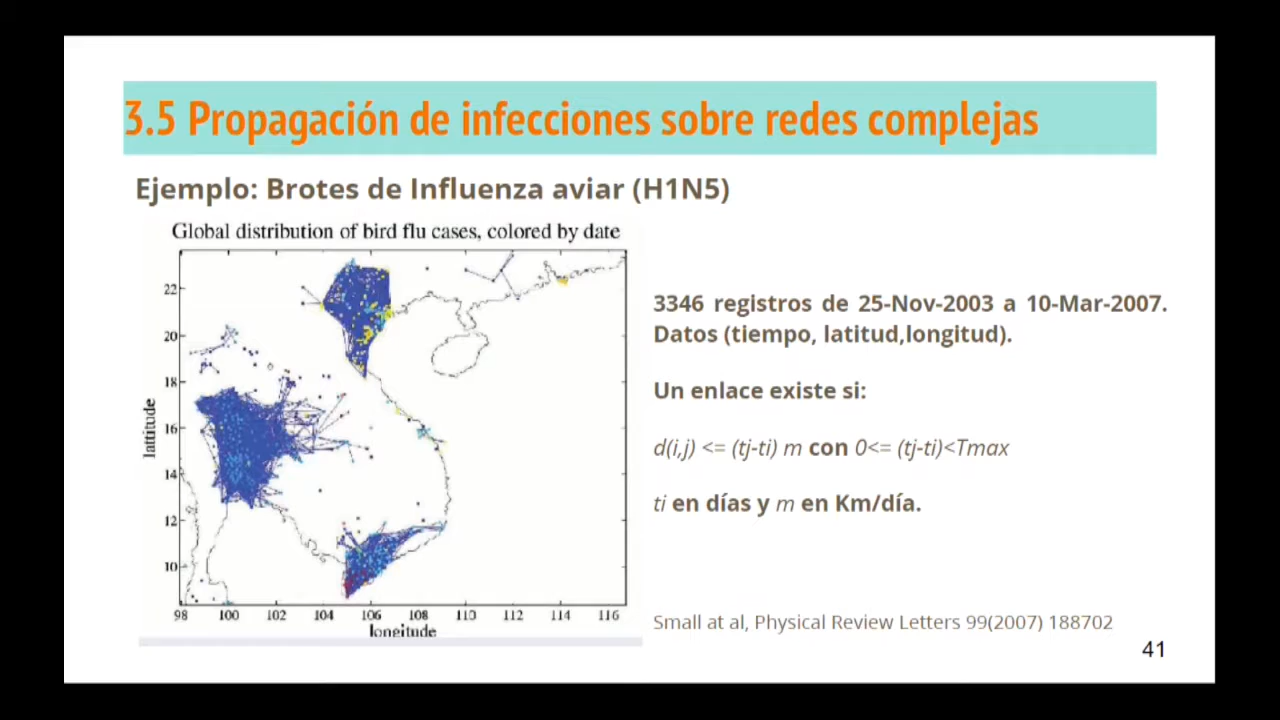 3.5 Propagación de infecciones sobre redes complejas
Ejemplo: Brotes de Influenza aviar (H1N5)
Global distribution of bird flu cases, colored by date
22
20
18
16
14
12
10
lattitude
98 100 102 104 106 108 110 112 114 116
longitude
3346 registros de 25-Nov-2003 a 10-Mar-2007.
Datos (tiempo, latitud,longitud).
Un enlace existe si:
d(i,j) <= (tj-ti) m con 0<= (tj-ti)<Tmax
ti en días y m en Km/día.
Small at al, Physical Review Letters 99(2007) 188702
41